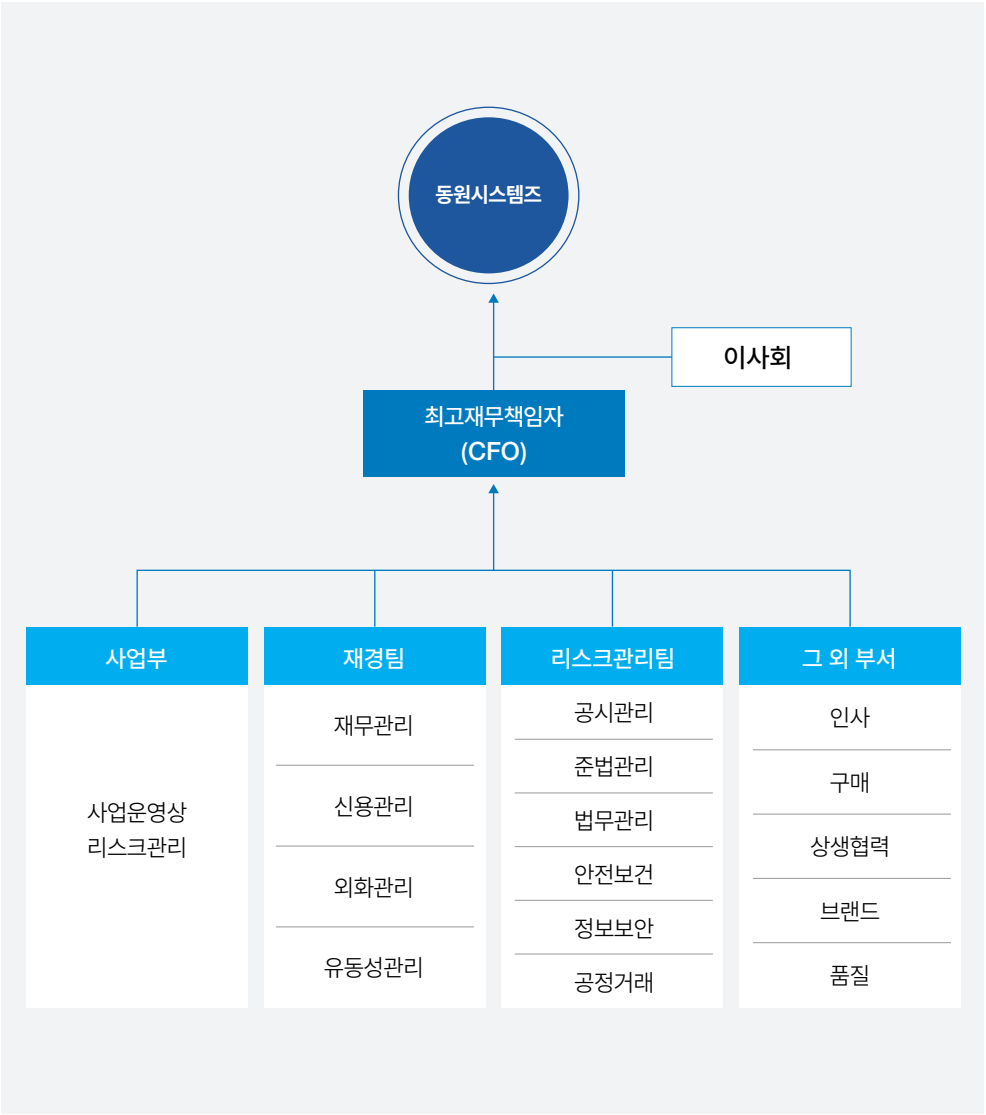 동원시스템즈
이사회
최고재무책임자
(CFO)
사업부
사업운영상
리스크관리
재경팀
재무관리
신용관리
외화관리
유동성관리
리스크관리팀
공시관리
준법관리
법무관리
안전보건
정보보안
공정거래
그 외 부서
인사
구매
상생협력
브랜드
품질